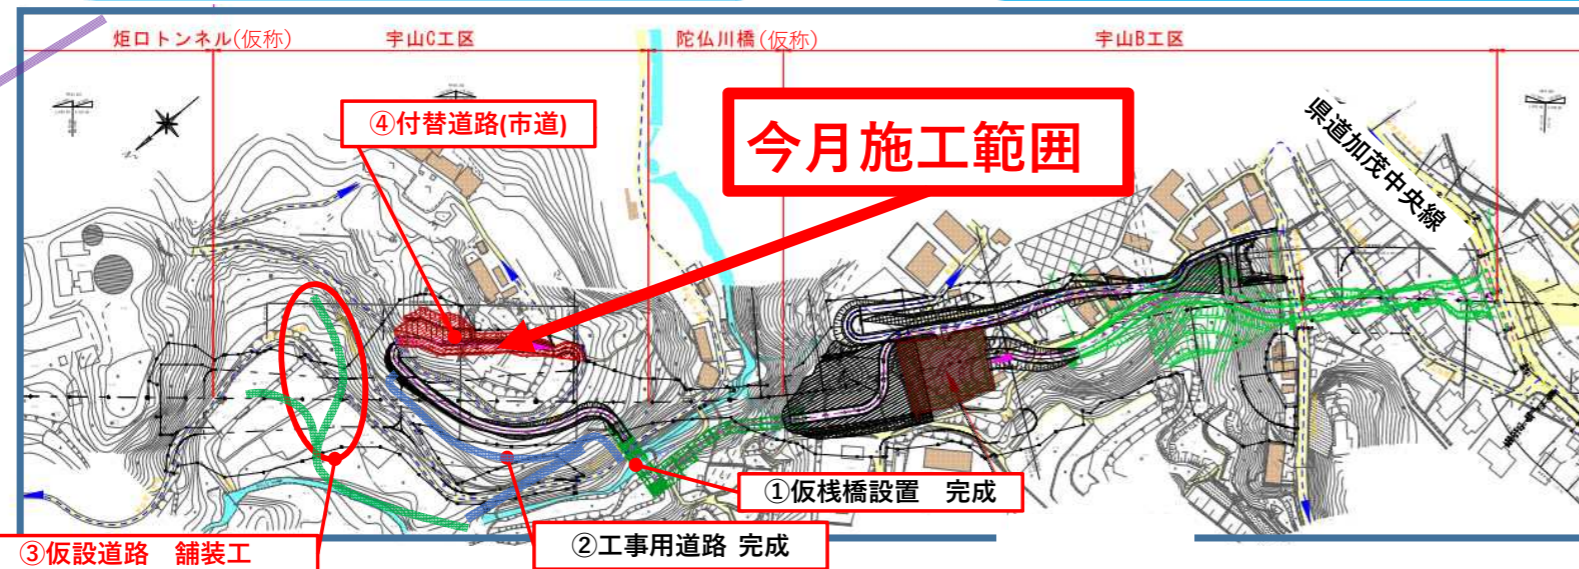 炬口トンネル(仮称)
宇山C工区
陀仏川橋(仮称)
宇山B工区
④付替道路(市道)
今月施工範囲
県道加茂中央線
①仮桟橋設置 完成
②工事用道路 完成
③仮設道路 舗装工